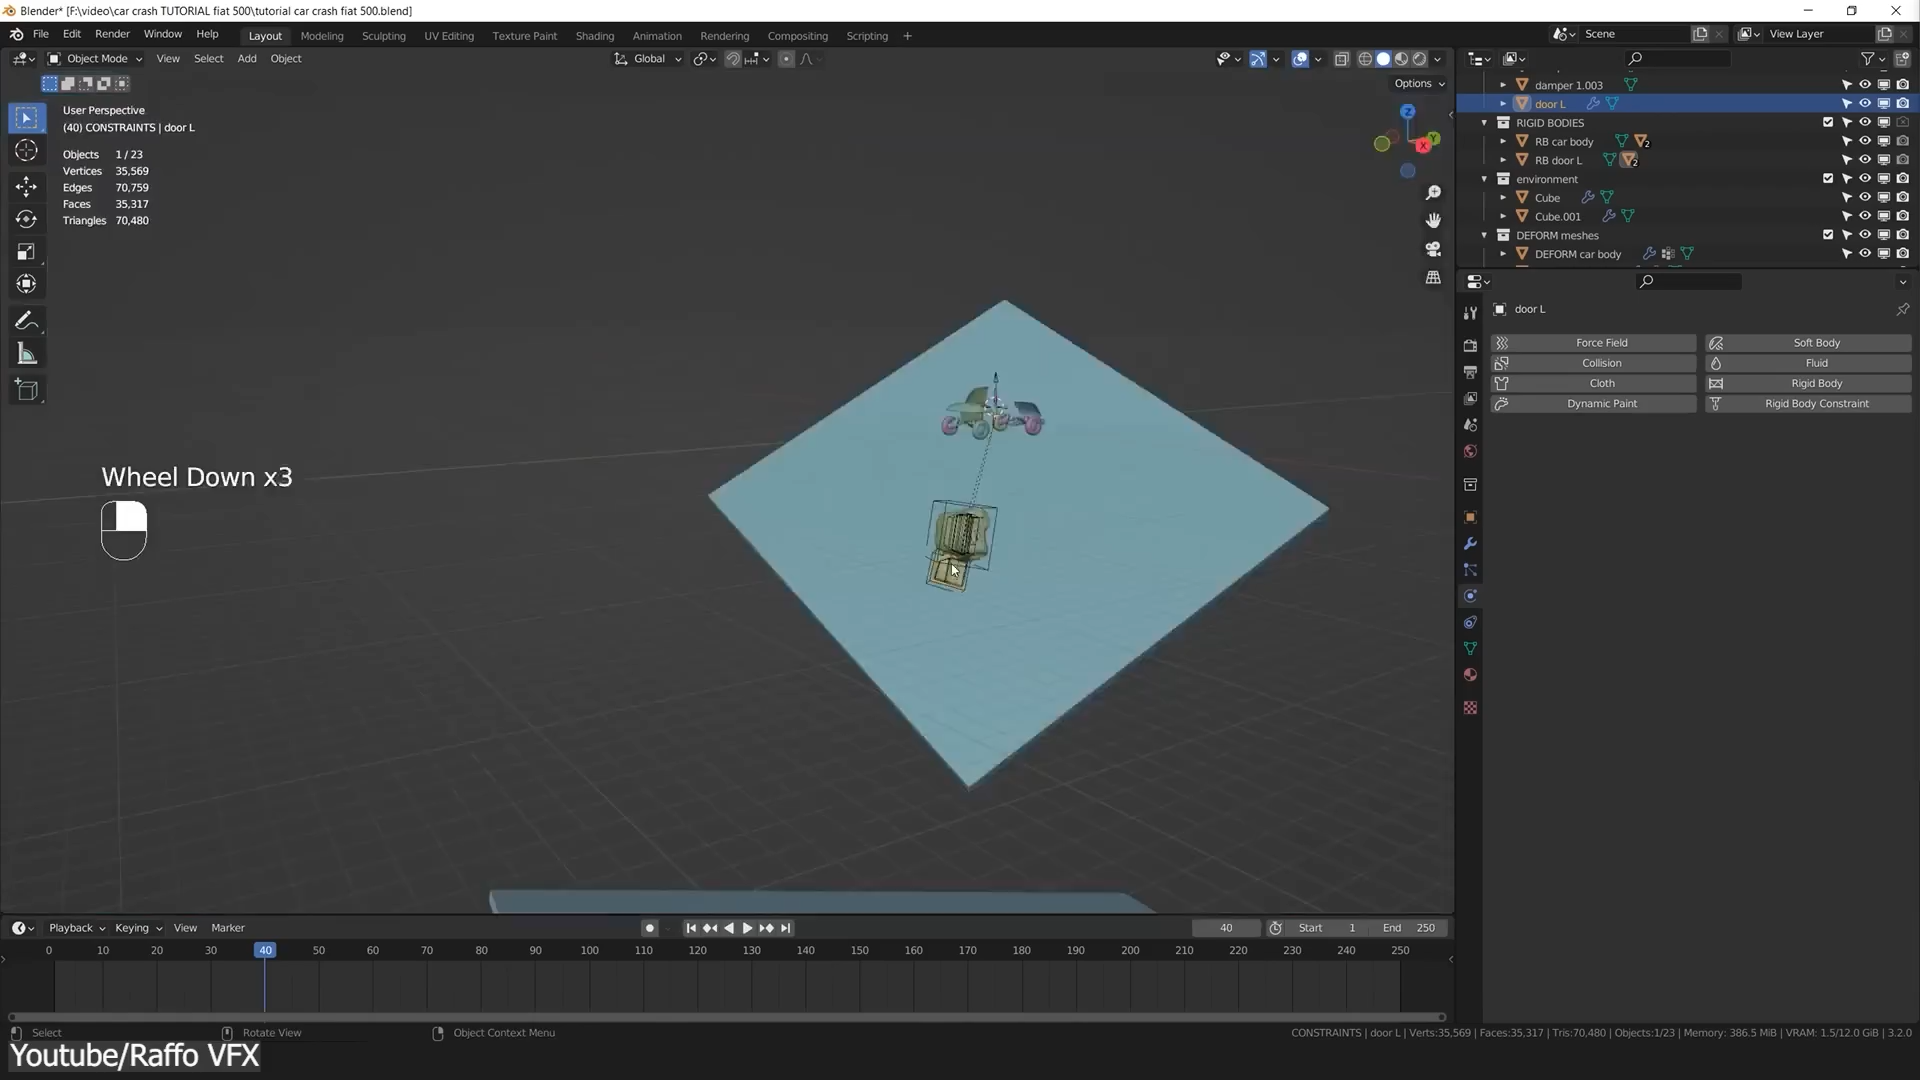 Blender* [F:\video\car crash TUTORIAL fiat 500\tutorial car crash fiat 500.blend]
File Edit Render Window Help Layout Modeling Sculpting UV Editing Texture Paint Shading Animation Rendering Compositing Scripting + Scene View Layer
Object Mode View Select Add Object Global
Options
User Perspective
(40) CONSTRAINTS | door L
Objects 1 / 23
Vertices 35,569
Edges 70,759
Faces 35,317
Triangles 70,480
Z
Y
X
damper 1.003
door L
RIGID BODIES
RB car body 2
RB door L 2
environment
Cube
Cube.001
DEFORM meshes
DEFORM car body
door L
Force Field Soft Body
Collision Fluid
Cloth Rigid Body
Dynamic Paint Rigid Body Constraint
Wheel Down x3
Playback Keying View Marker 40 Start 1 End 250
0 10 20 30 40 50 60 70 80 90 100 110 120 130 140 150 160 170 180 190 200 210 220 230 240 250
Select Rotate View Object Context Menu CONSTRAINTS | door L | Verts:35,569 | Faces:35,317 | Tris:70,480 | Objects:1/23 | Memory: 386.5 MiB | VRAM: 1.5/12.0 GiB | 3.2.0
Youtube/Raffo VFX